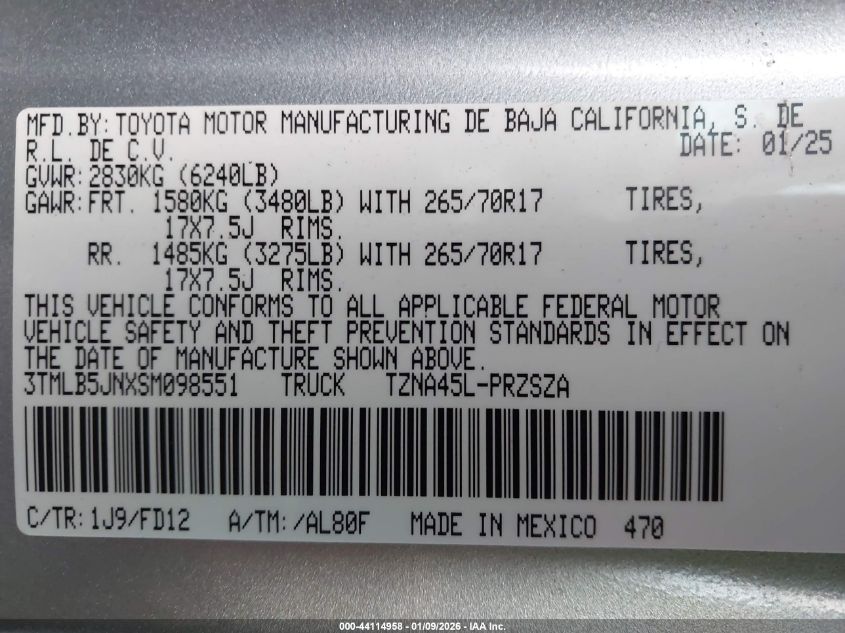 MFD.BY:TOYOTA MOTOR MANUFACTURING DE BAJA CALIFORNIA, S. DE
R.L. DE C.V. DATE: 01/25
GVWR:2830KG (6240LB)
GAWR:FRT. 1580KG (3480LB) WITH 265/70R17 TIRES,
17X7.5J RIMS.
RR. 1485KG (3275LB) WITH 265/70R17 TIRES,
17X7.5J RIMS.
THIS VEHICLE CONFORMS TO ALL APPLICABLE FEDERAL MOTOR
VEHICLE SAFETY AND THEFT PREVENTION STANDARDS IN EFFECT ON
THE DATE OF MANUFACTURE SHOWN ABOVE.
3TMLB5JNXSM098551 TRUCK TZNA45L-PRZSZA
C/TR:1J9/FD12 A/TM:/AL80F MADE IN MEXICO 470
000-44114958 - 01/09/2026 - IAA Inc.